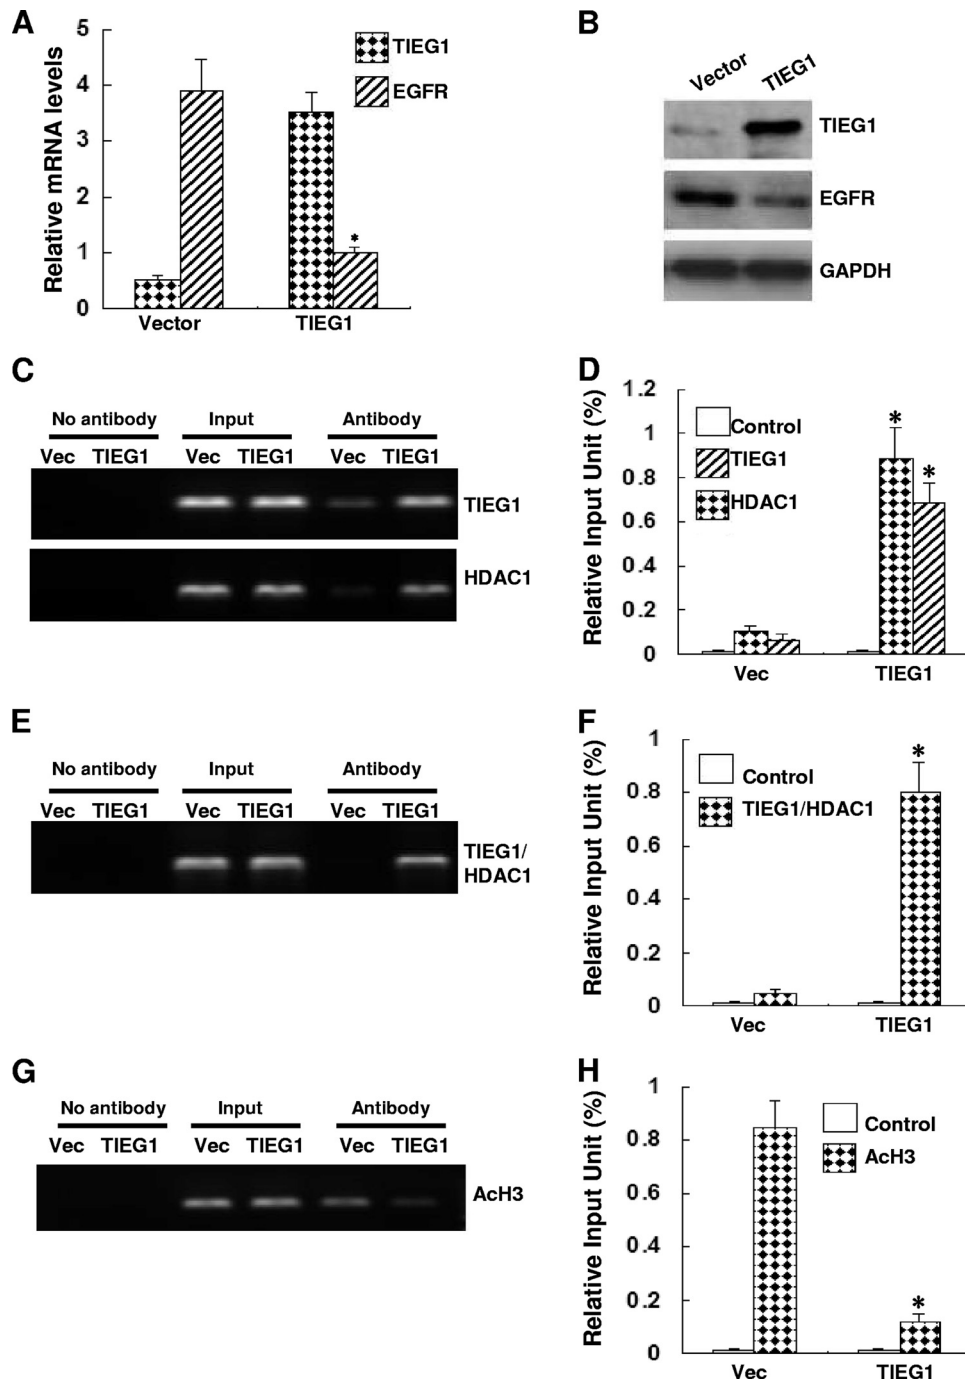 A
Relative mRNA levels
5
4
3
2
1
0
TIEG1
EGFR
*
Vector
TIEG1
B
Vector
TIEG1
TIEG1
EGFR
GAPDH
C
No antibody
Input
Antibody
Vec TIEG1
Vec TIEG1
Vec TIEG1
TIEG1
HDAC1
D
Relative Input Unit (%)
1.2
1
0.8
0.6
0.4
0.2
0
Control
TIEG1
HDAC1
*
*
Vec
TIEG1
E
No antibody
Input
Antibody
Vec TIEG1
Vec TIEG1
Vec TIEG1
TIEG1/
HDAC1
F
Relative Input Unit (%)
1
0.8
0.6
0.4
0.2
0
Control
TIEG1/HDAC1
*
Vec
TIEG1
G
No antibody
Input
Antibody
Vec TIEG1
Vec TIEG1
Vec TIEG1
AcH3
H
Relative Input Unit (%)
1
0.8
0.6
0.4
0.2
0
Control
AcH3
*
Vec
TIEG1